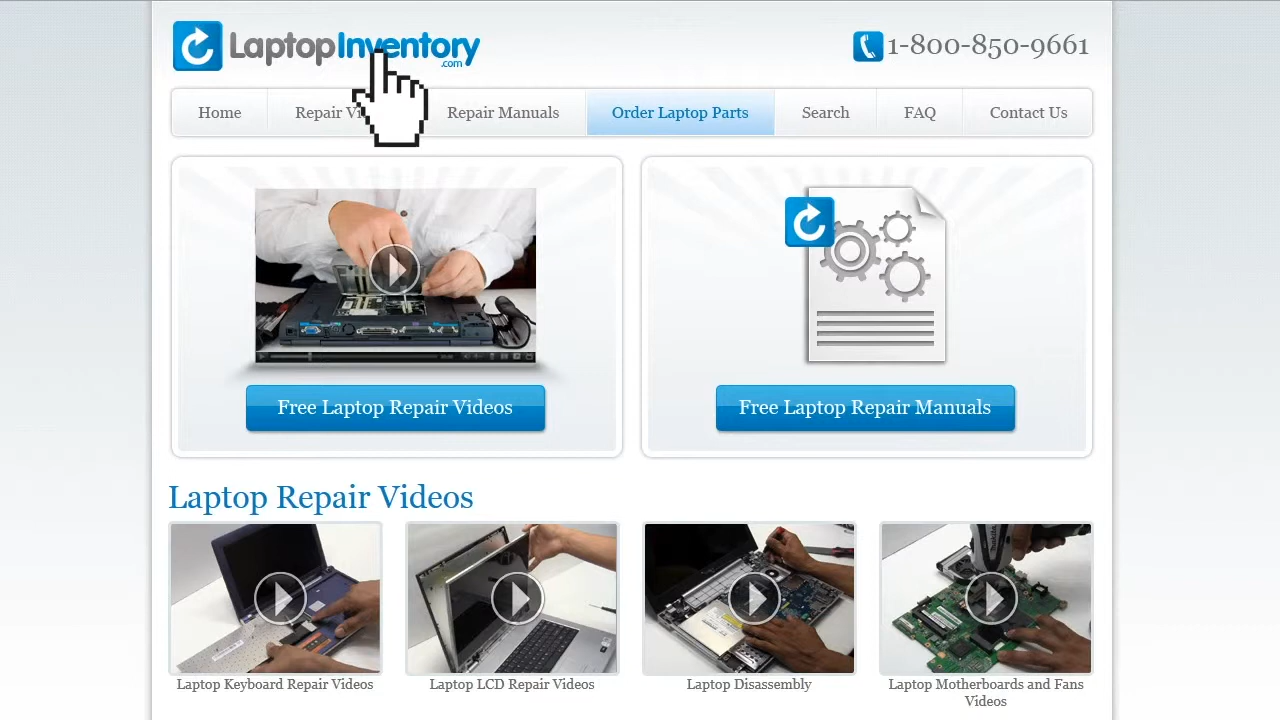 LaptopInventory
.com
1-800-850-9661
Home
Repair Vi
Repair Manuals
Order Laptop Parts
Search
FAQ
Contact Us
Free Laptop Repair Videos
Free Laptop Repair Manuals
Laptop Repair Videos
Laptop Keyboard Repair Videos
Laptop LCD Repair Videos
Laptop Disassembly
Laptop Motherboards and Fans
Videos